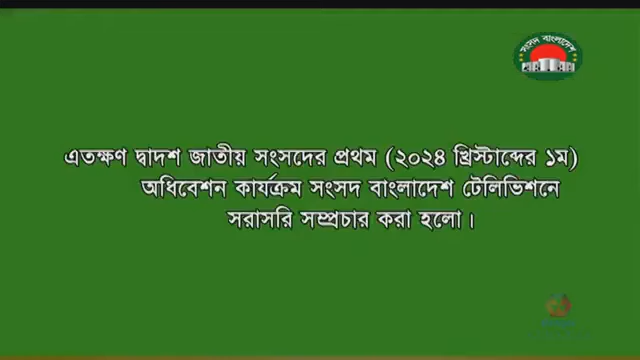 সংসদ বাংলাদেশ
এতক্ষণ দ্বাদশ জাতীয় সংসদের প্রথম (২০২৪ খ্রিস্টাব্দের ১ম)
অধিবেশন কার্যক্রম সংসদ বাংলাদেশ টেলিভিশনে
সরাসরি সম্প্রচার করা হলো।